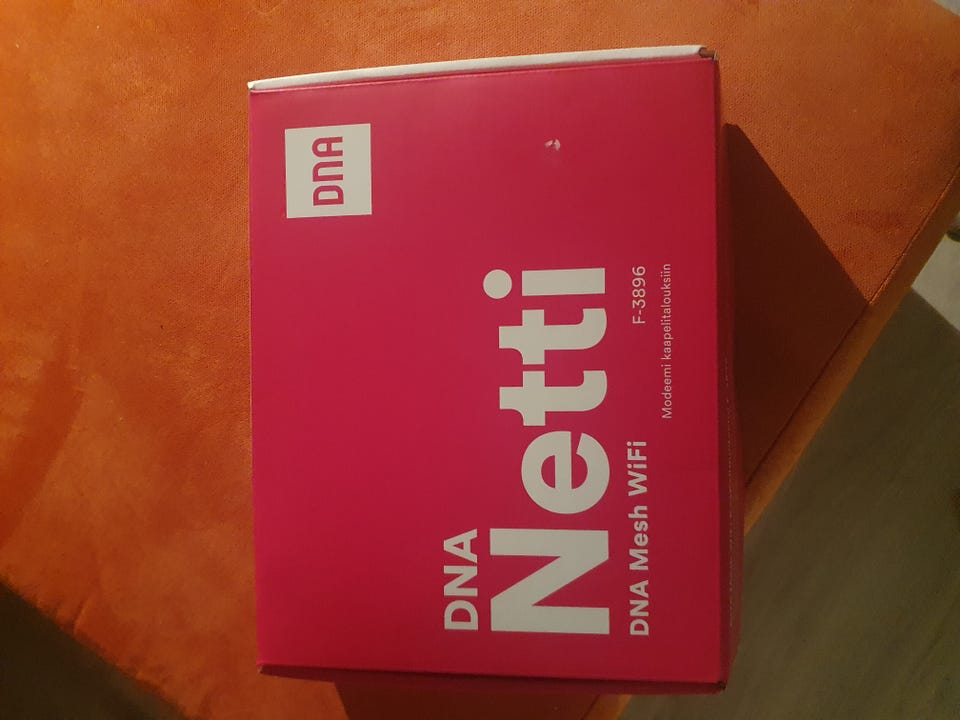 DNA
DNA
Netti
DNA Mesh WiFi
F-3896
Modeemi kaapelitalouksiin